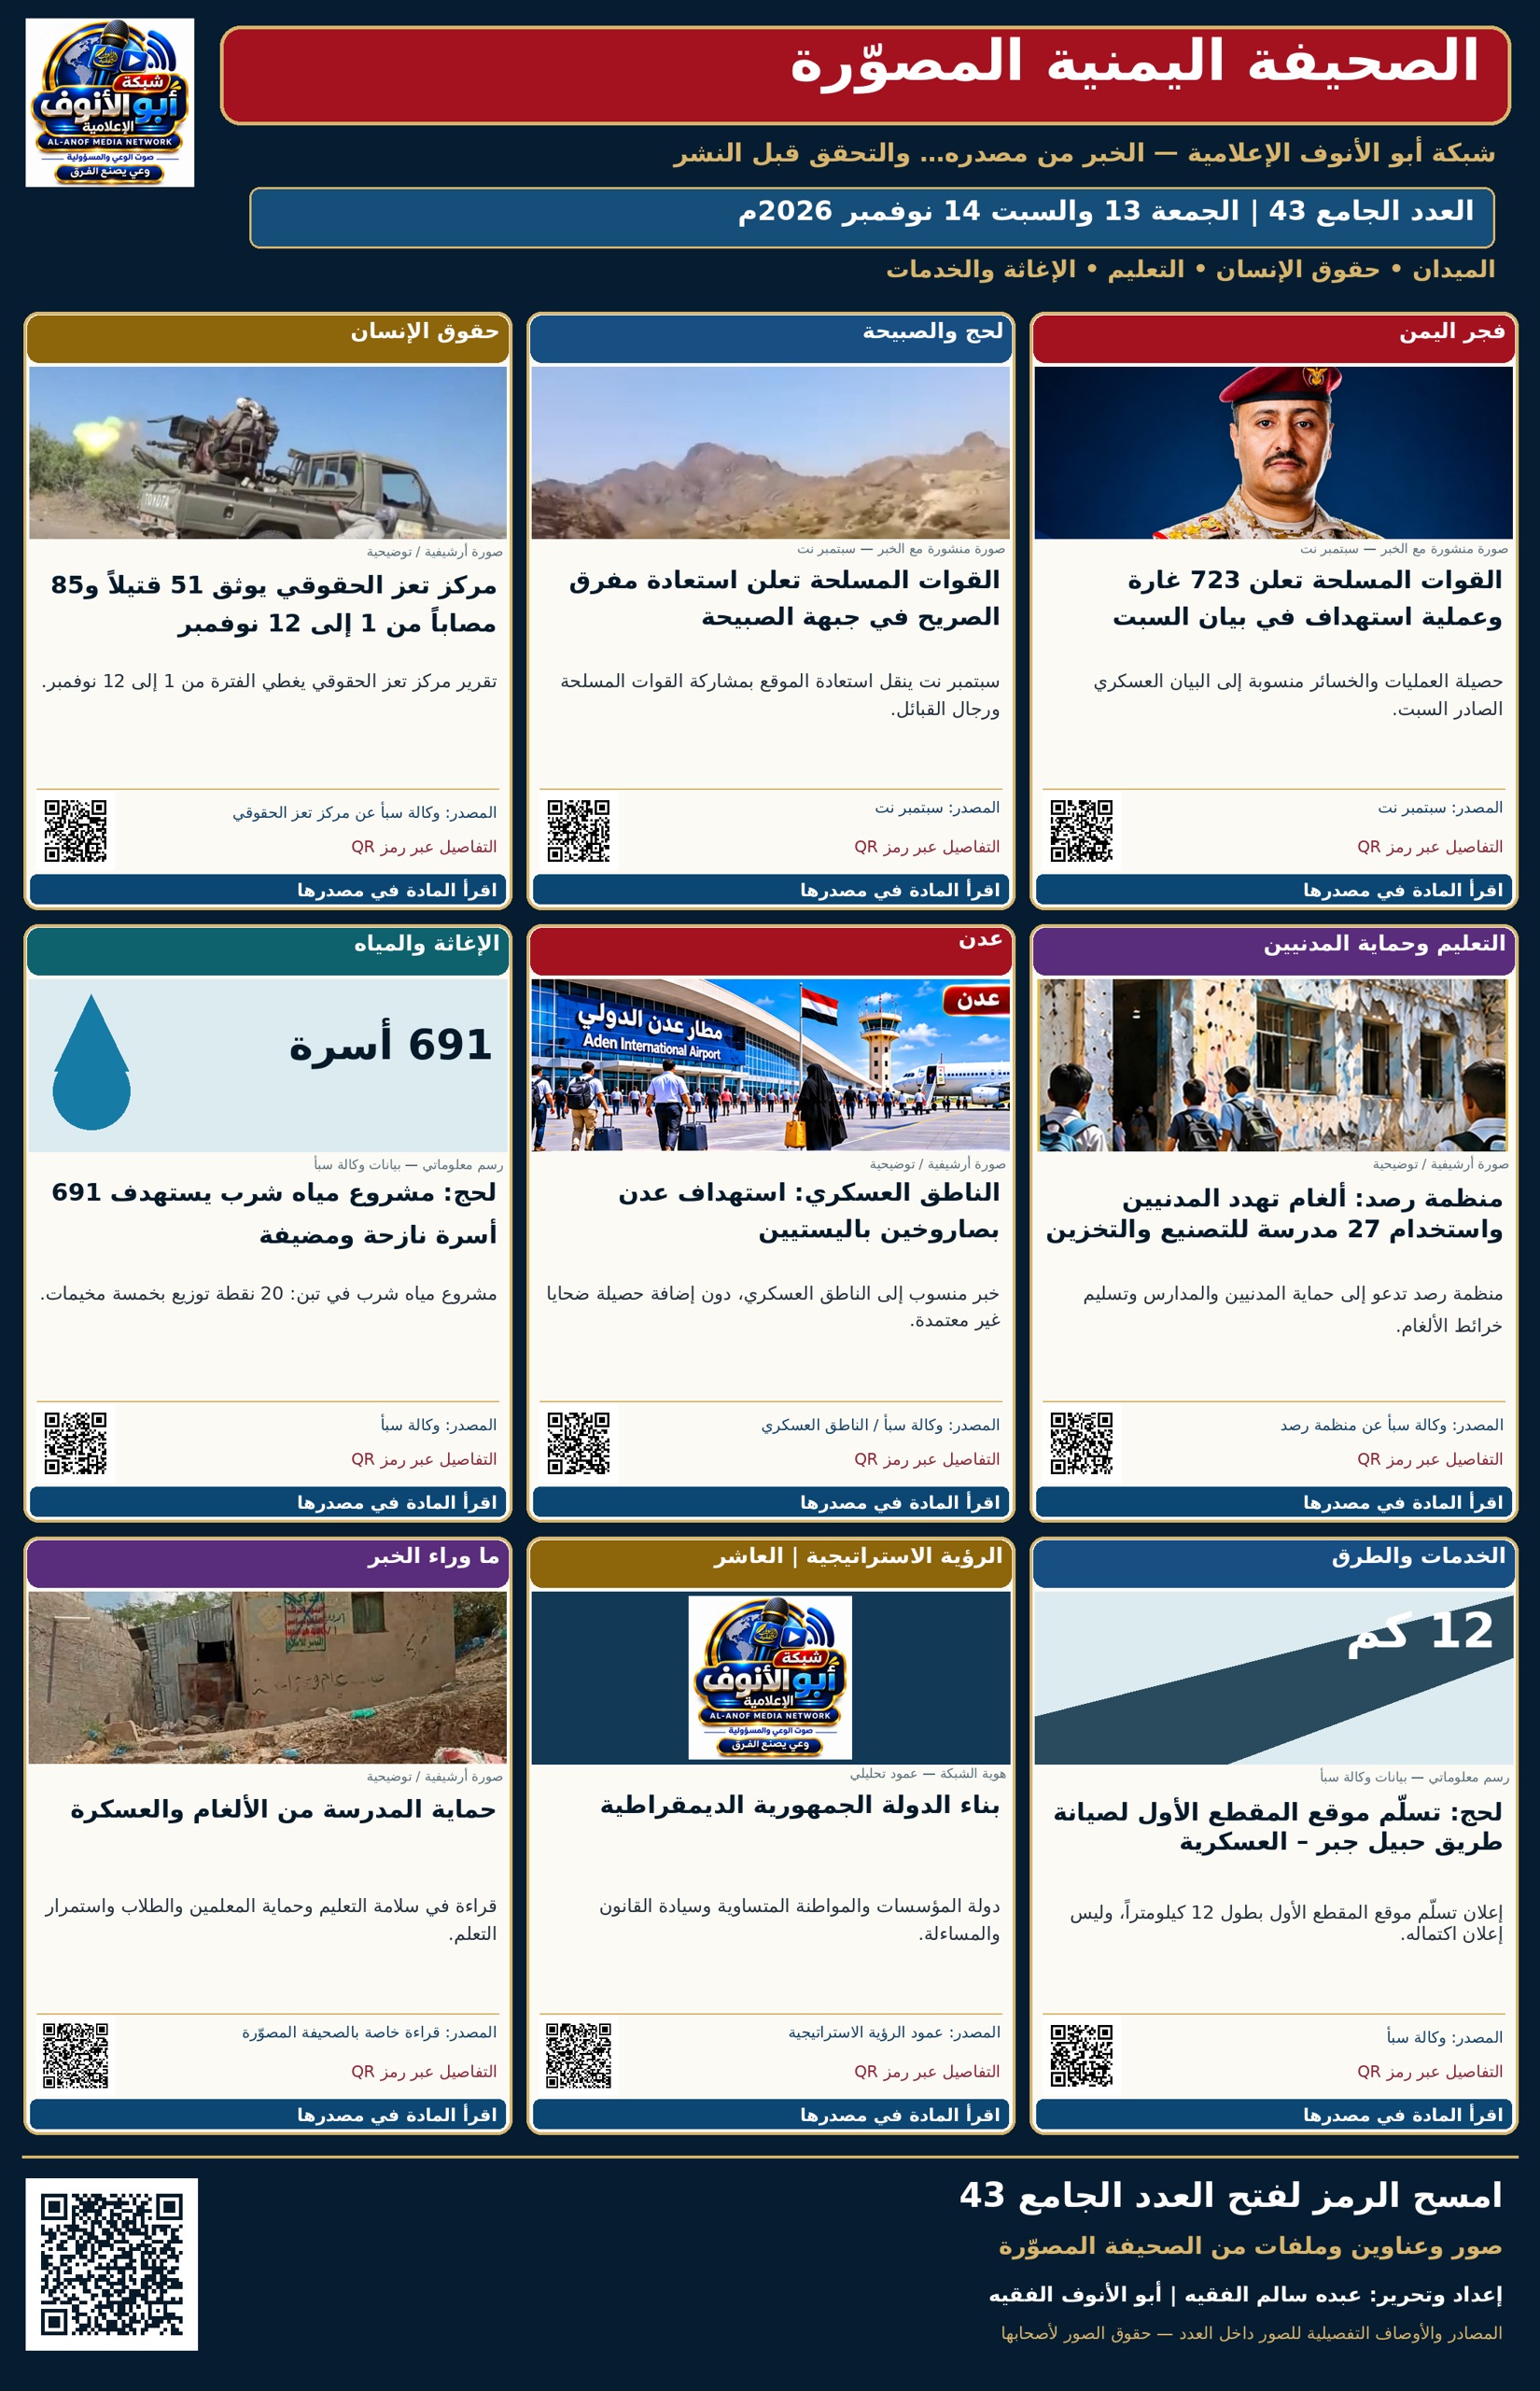 الصحيفة اليمنية المصوّرة
شبكة
أبو الأنوف
الإعلامية
AL-ANOF MEDIA NETWORK
صوت الوعي والمسؤولية
وعي يصنع الفرق
شبكة أبو الأنوف الإعلامية — الخبر من مصدره... والتحقق قبل النشر
العدد الجامع 43 | الجمعة 13 والسبت 14 نوفمبر 2026م
الميدان • حقوق الإنسان • التعليم • الإغاثة والخدمات
فجر اليمن
صورة منشورة مع الخبر — سبتمبر نت
القوات المسلحة تعلن 723 غارة
وعملية استهداف في بيان السبت
حصيلة العمليات والخسائر منسوبة إلى البيان العسكري
الصادر السبت.
المصدر: سبتمبر نت
التفاصيل عبر رمز QR
اقرأ المادة في مصدرها
لحج والصبيحة
صورة منشورة مع الخبر — سبتمبر نت
القوات المسلحة تعلن استعادة مفرق
الصريح في جبهة الصبيحة
سبتمبر نت ينقل استعادة الموقع بمشاركة القوات المسلحة
ورجال القبائل.
المصدر: سبتمبر نت
التفاصيل عبر رمز QR
اقرأ المادة في مصدرها
حقوق الإنسان
TOYOTA
صورة أرشيفية / توضيحية
مركز تعز الحقوقي يوثق 51 قتيلاً و85
مصاباً من 1 إلى 12 نوفمبر
تقرير مركز تعز الحقوقي يغطي الفترة من 1 إلى 12 نوفمبر.
المصدر: وكالة سبأ عن مركز تعز الحقوقي
التفاصيل عبر رمز QR
اقرأ المادة في مصدرها
التعليم وحماية المدنيين
صورة أرشيفية / توضيحية
منظمة رصد: ألغام تهدد المدنيين
واستخدام 27 مدرسة للتصنيع والتخزين
منظمة رصد تدعو إلى حماية المدنيين والمدارس وتسليم
خرائط الألغام.
المصدر: وكالة سبأ عن منظمة رصد
التفاصيل عبر رمز QR
اقرأ المادة في مصدرها
عدن
عدن
مطار عدن الدولي
Aden International Airport
صورة أرشيفية / توضيحية
الناطق العسكري: استهداف عدن
بصاروخين باليستيين
خبر منسوب إلى الناطق العسكري، دون إضافة حصيلة ضحايا
غير معتمدة.
المصدر: وكالة سبأ / الناطق العسكري
التفاصيل عبر رمز QR
اقرأ المادة في مصدرها
الإغاثة والمياه
691 أسرة
رسم معلوماتي — بيانات وكالة سبأ
لحج: مشروع مياه شرب يستهدف 691
أسرة نازحة ومضيفة
مشروع مياه شرب في تبن: 20 نقطة توزيع بخمسة مخيمات.
المصدر: وكالة سبأ
التفاصيل عبر رمز QR
اقرأ المادة في مصدرها
الخدمات والطرق
12 كم
رسم معلوماتي — بيانات وكالة سبأ
لحج: تسلّم موقع المقطع الأول لصيانة
طريق حبيل جبر – العسكرية
إعلان تسلّم موقع المقطع الأول بطول 12 كيلومتراً، وليس
إعلان اكتماله.
المصدر: وكالة سبأ
التفاصيل عبر رمز QR
اقرأ المادة في مصدرها
الرؤية الاستراتيجية | العاشر
شبكة
أبو الأنوف
الإعلامية
AL-ANOF MEDIA NETWORK
صوت الوعي والمسؤولية
وعي يصنع الفرق
هوية الشبكة — عمود تحليلي
بناء الدولة الجمهورية الديمقراطية
دولة المؤسسات والمواطنة المتساوية وسيادة القانون
والمساءلة.
المصدر: عمود الرؤية الاستراتيجية
التفاصيل عبر رمز QR
اقرأ المادة في مصدرها
ما وراء الخبر
صورة أرشيفية / توضيحية
حماية المدرسة من الألغام والعسكرة
قراءة في سلامة التعليم وحماية المعلمين والطلاب واستمرار
التعلم.
المصدر: قراءة خاصة بالصحيفة المصوّرة
التفاصيل عبر رمز QR
اقرأ المادة في مصدرها
امسح الرمز لفتح العدد الجامع 43
صور وعناوين وملفات من الصحيفة المصوّرة
إعداد وتحرير: عبده سالم الفقيه | أبو الأنوف الفقيه
المصادر والأوصاف التفصيلية للصور داخل العدد — حقوق الصور لأصحابها